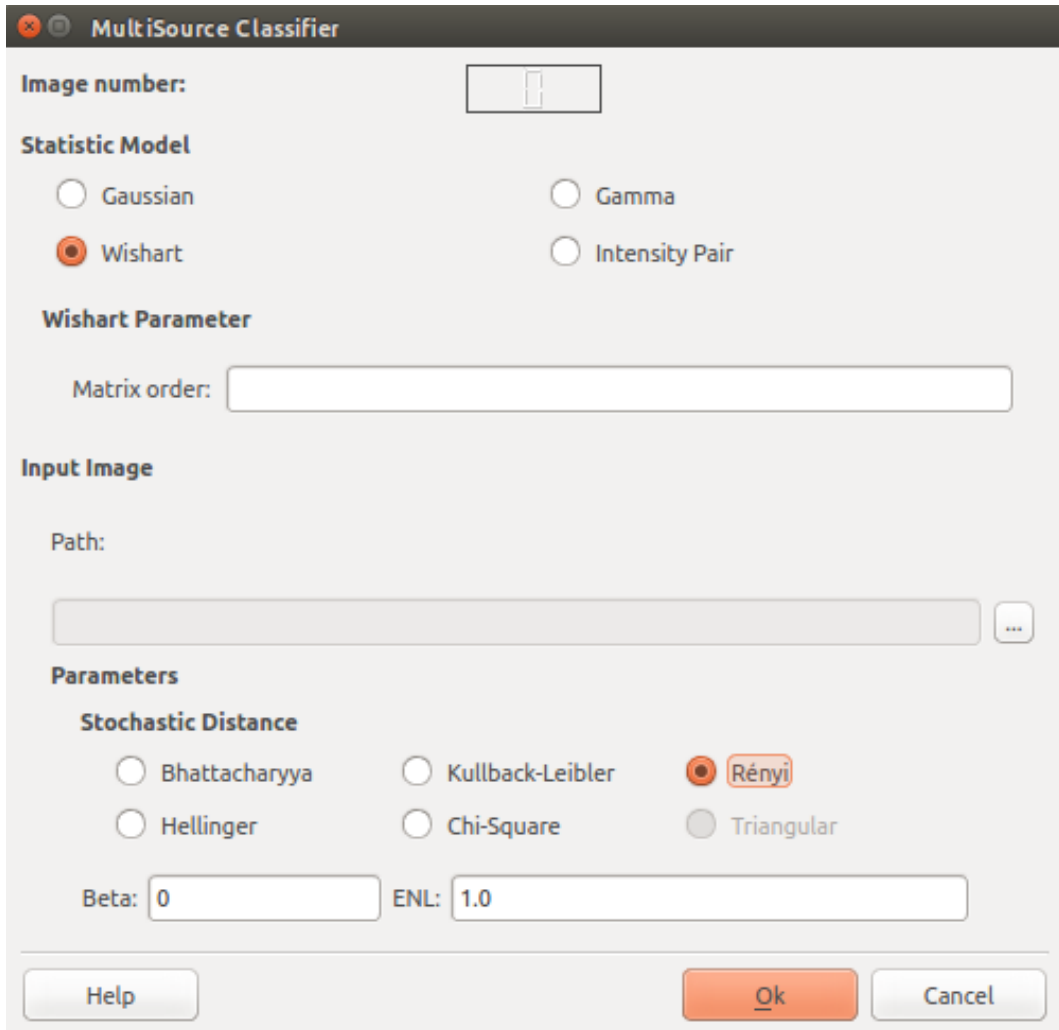 MultiSource Classifier
Image number: 0
Statistic Model
Gaussian Gamma
Wishart Intensity Pair
Wishart Parameter
Matrix order:
Input Image
Path:
...
Parameters
Stochastic Distance
Bhattacharyya Kullback-Leibler Rényi
Hellinger Chi-Square Triangular
Beta: 0 ENL: 1.0
Help Ok Cancel